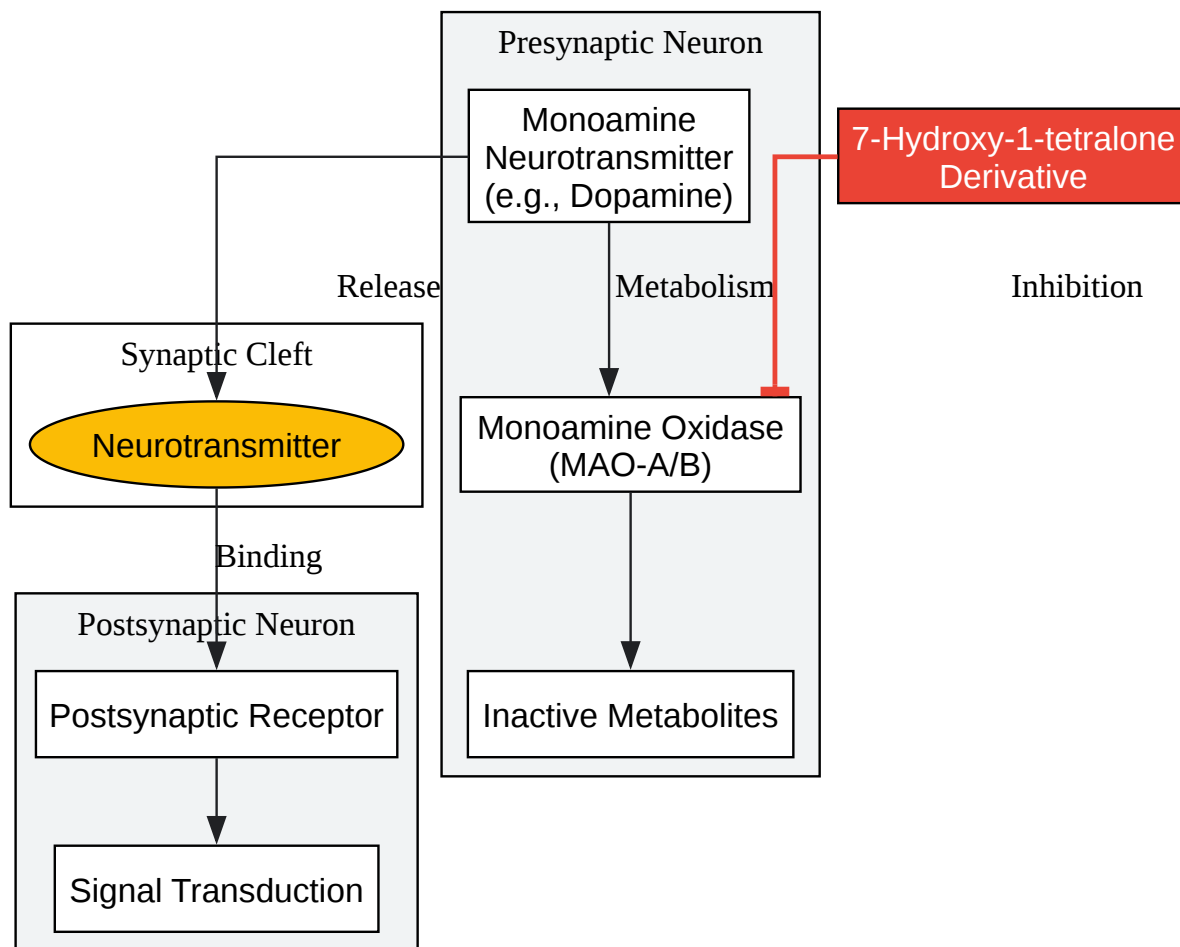 Presynaptic Neuron
Monoamine
Neurotransmitter
(e.g., Dopamine)
7-Hydroxy-1-tetralone
Derivative
Release
Metabolism
Inhibition
Synaptic Cleft
Neurotransmitter
Monoamine Oxidase
(MAO-A/B)
Binding
Postsynaptic Neuron
Postsynaptic Receptor
Inactive Metabolites
Signal Transduction